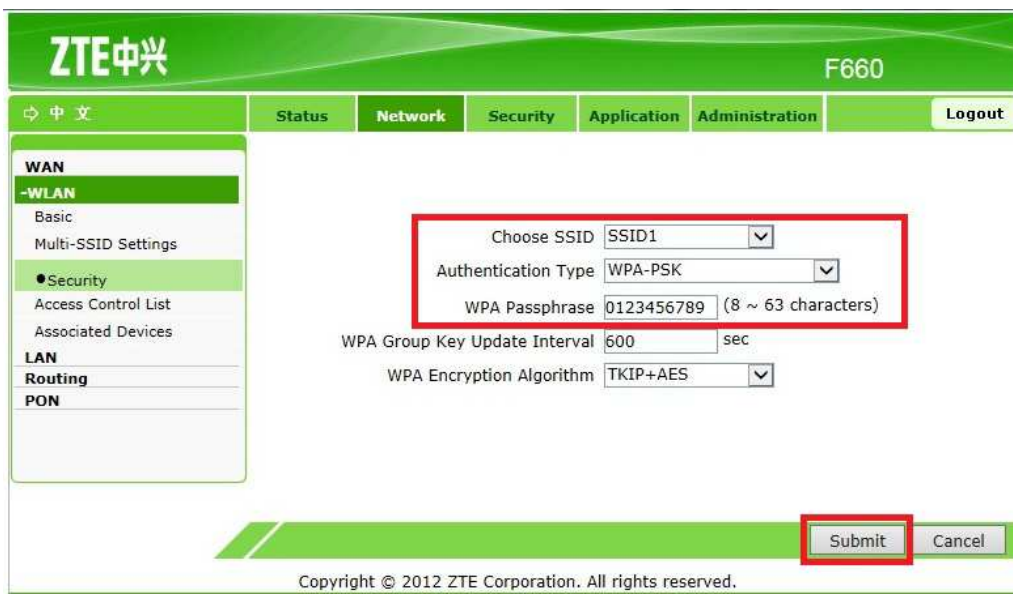 ZTE中兴
F660
中 文
Status Network Security Application Administration Logout
WAN
-WLAN
Basic
Multi-SSID Settings
Security
Access Control List
Associated Devices
LAN
Routing
PON
Choose SSID SSID1
Authentication Type WPA-PSK
WPA Passphrase 0123456789 (8 ~ 63 characters)
WPA Group Key Update Interval 600 sec
WPA Encryption Algorithm TKIP+AES
Submit Cancel
Copyright © 2012 ZTE Corporation. All rights reserved.